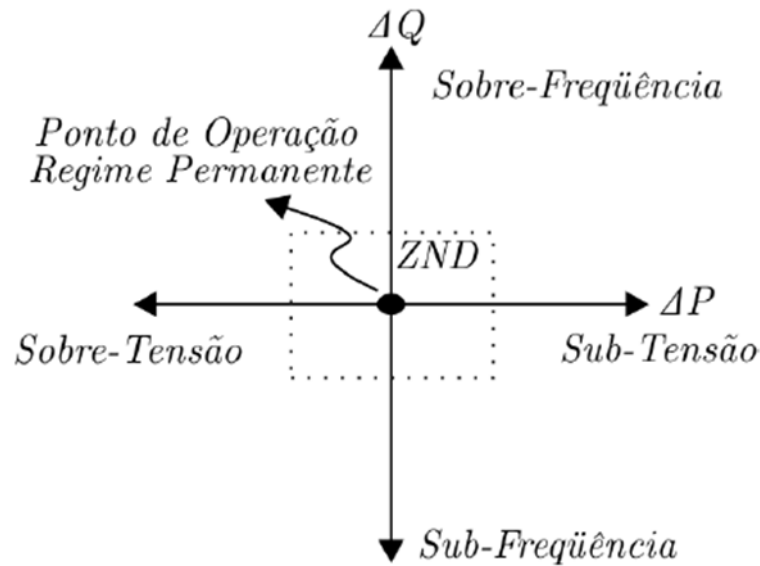 ΔQ
Sobre-Freqüência
Ponto de Operação
Regime Permanente
ZND
ΔP
Sobre-Tensão
Sub-Tensão
Sub-Freqüência